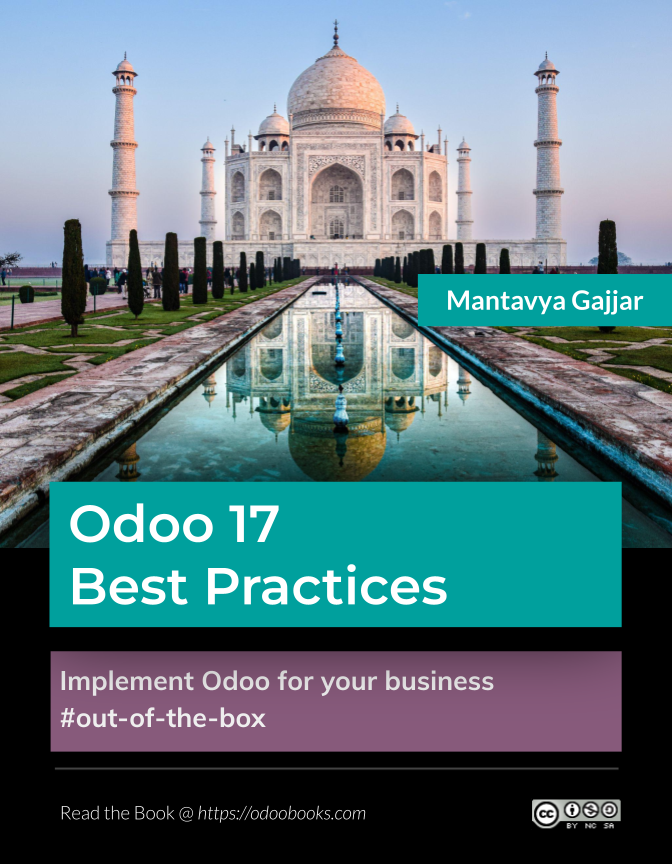 Mantavya Gajjar
Odoo 17
Best Practices
Implement Odoo for your business
#out-of-the-box
Read the Book @ https://odoobooks.com
cc
BY NC SA